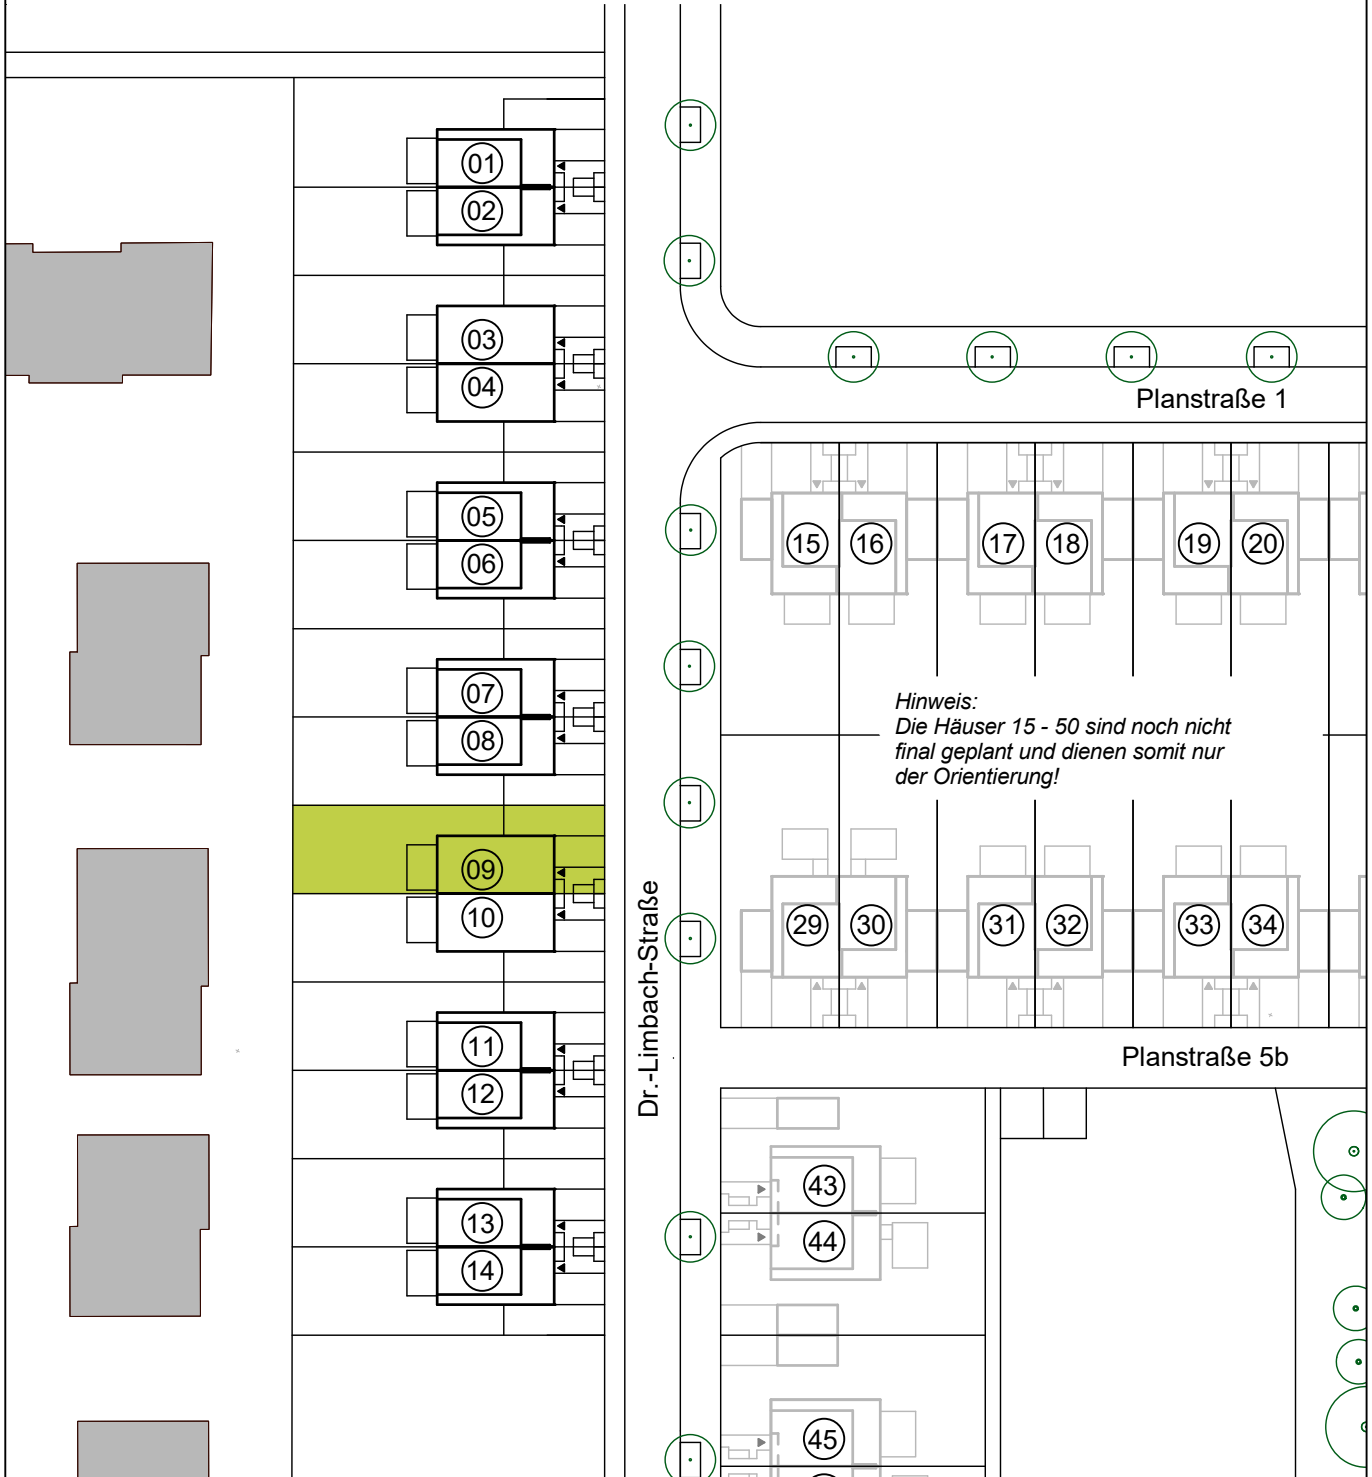 01
02
03
04
05
06
07
08
09
10
11
12
13
14
Dr.-Limbach-Straße
Planstraße 1
15 16 17 18 19 20
Hinweis:
Die Häuser 15 - 50 sind noch nicht
final geplant und dienen somit nur
der Orientierung!
29 30 31 32 33 34
Planstraße 5b
43
44
45